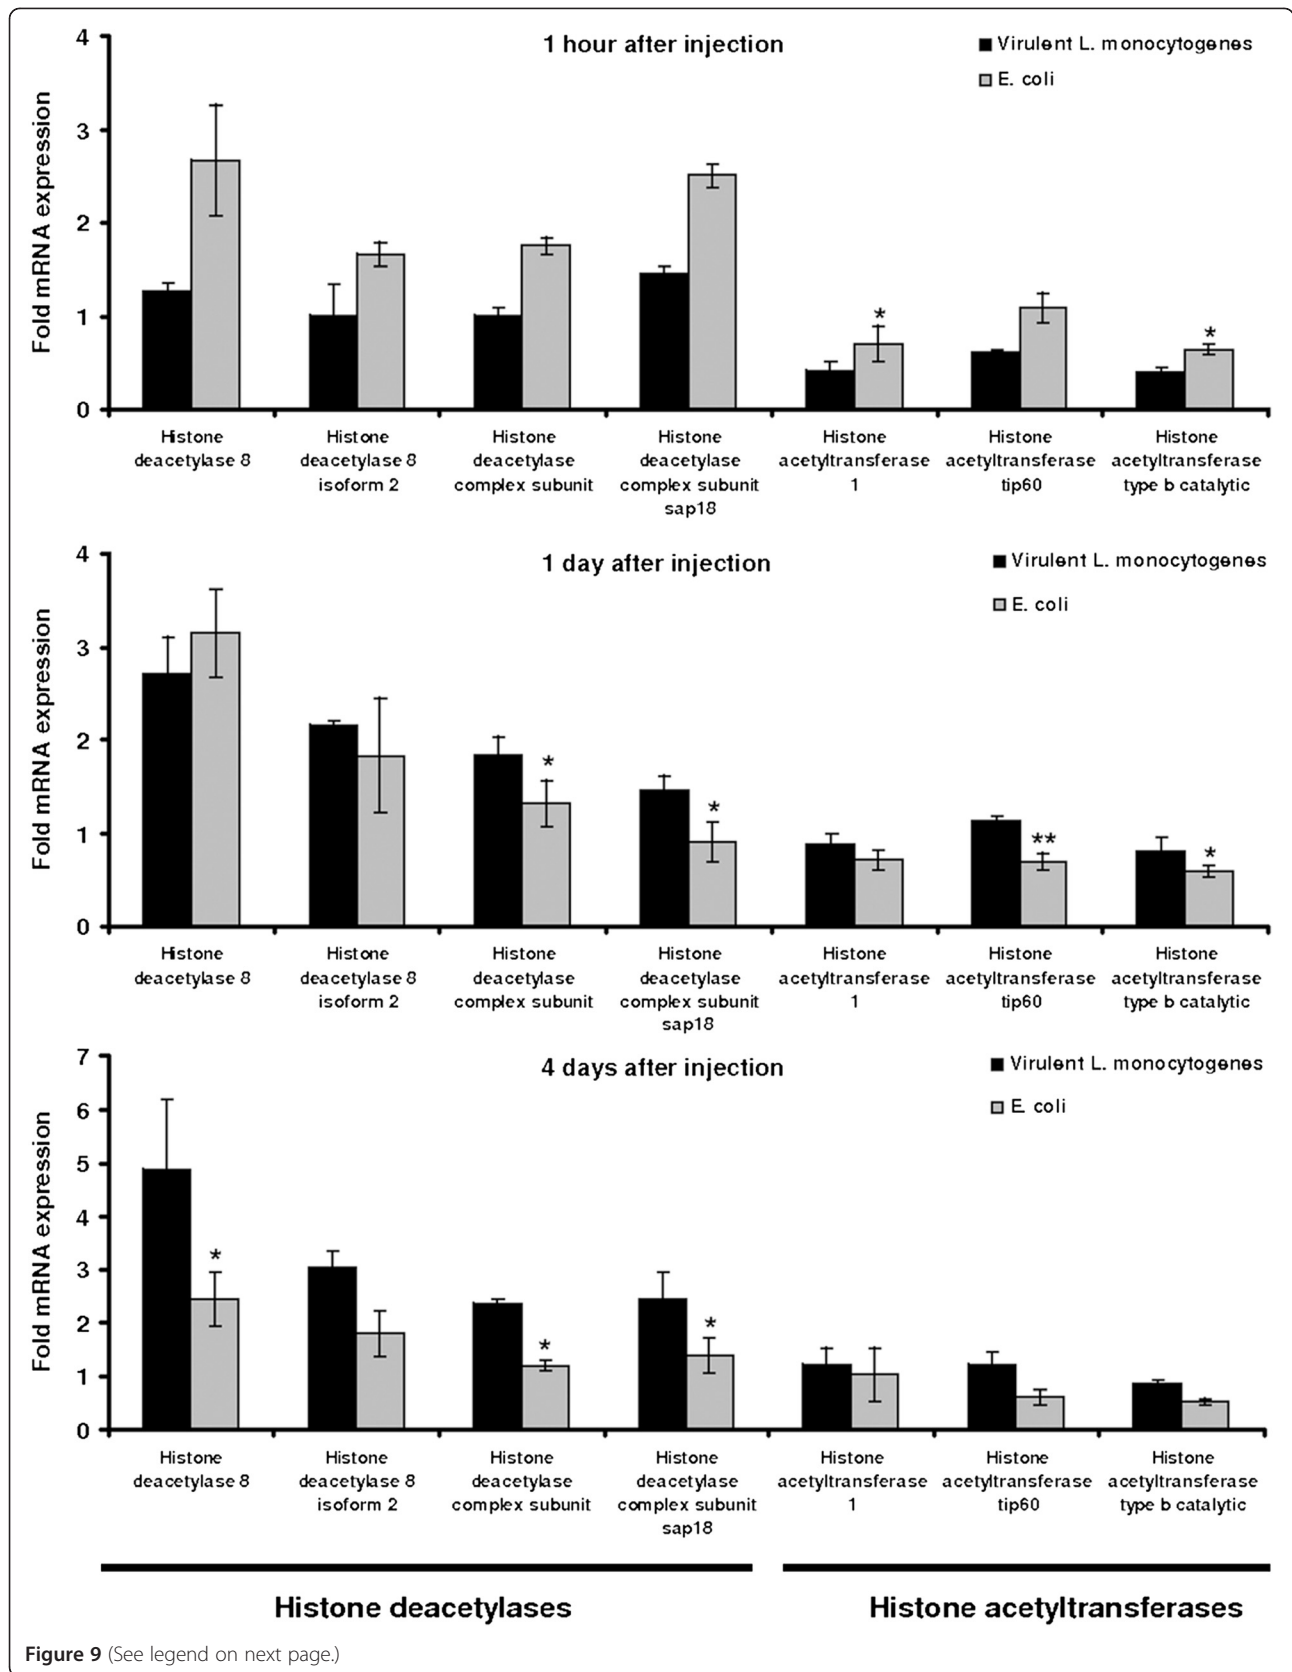 1 hour after injection
Virulent L. monocytogenes
E. coli
Fold mRNA expression
4
3
2
1
0
*
*
Histone
deacetylase 8
Histone
deacetylase 8
isoform 2
Histone
deacetylase
complex subunit
Histone
deacetylase
complex subunit
sap18
Histone
acetyltransferase
1
Histone
acetyltransferase
tip60
Histone
acetyltransferase
type b catalytic
1 day after injection
Virulent L. monocytogenes
E. coli
Fold mRNA expression
4
3
2
1
0
*
*
**
*
Histone
deacetylase 8
Histone
deacetylase 8
isoform 2
Histone
deacetylase
complex subunit
Histone
deacetylase
complex subunit
sap18
Histone
acetyltransferase
1
Histone
acetyltransferase
tip60
Histone
acetyltransferase
type b catalytic
4 days after injection
Virulent L. monocytogenes
E. coli
Fold mRNA expression
7
6
5
4
3
2
1
0
*
*
*
Histone
deacetylase 8
Histone
deacetylase 8
isoform 2
Histone
deacetylase
complex subunit
Histone
deacetylase
complex subunit
sap18
Histone
acetyltransferase
1
Histone
acetyltransferase
tip60
Histone
acetyltransferase
type b catalytic
Histone deacetylases
Histone acetyltransferases
Figure 9 (See legend on next page.)